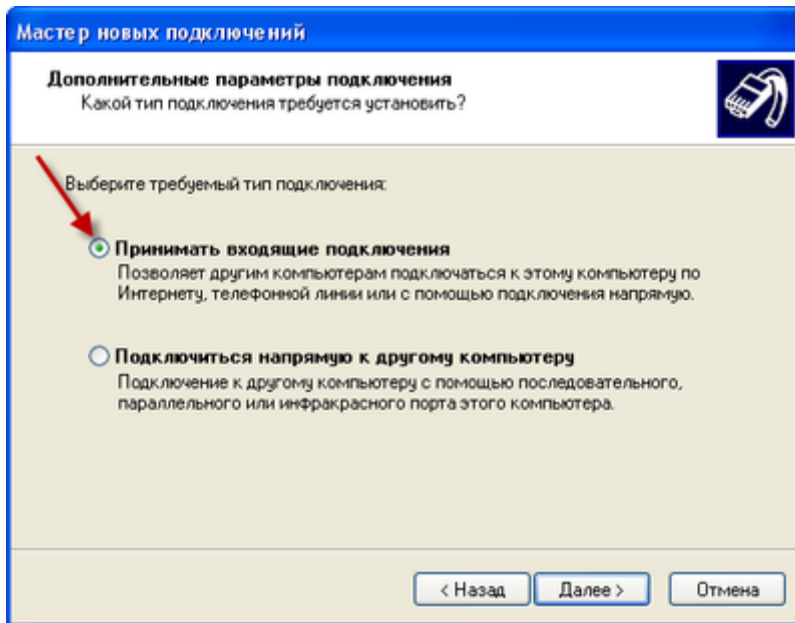 Мастер новых подключений
Дополнительные параметры подключения
Какой тип подключения требуется установить?
Выберите требуемый тип подключения:
Принимать входящие подключения
Позволяет другим компьютерам подключаться к этому компьютеру по
Интернету, телефонной линии или с помощью подключения напрямую.
Подключиться напрямую к другому компьютеру
Подключение к другому компьютеру с помощью последовательного,
параллельного или инфракрасного порта этого компьютера.
< Назад Далее > Отмена